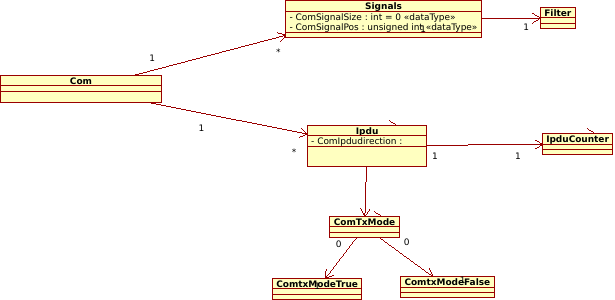 Signals
- ComSignalSize : int = 0 «dataType»
- ComSignalPos : unsigned int «dataType»
1
Filter
1
1
*
Com
1
*
Ipdu
- ComIpdudirection :
1
1
IpduCounter
ComTxMode
0
0
ComtxModeTrue
ComtxModeFalse